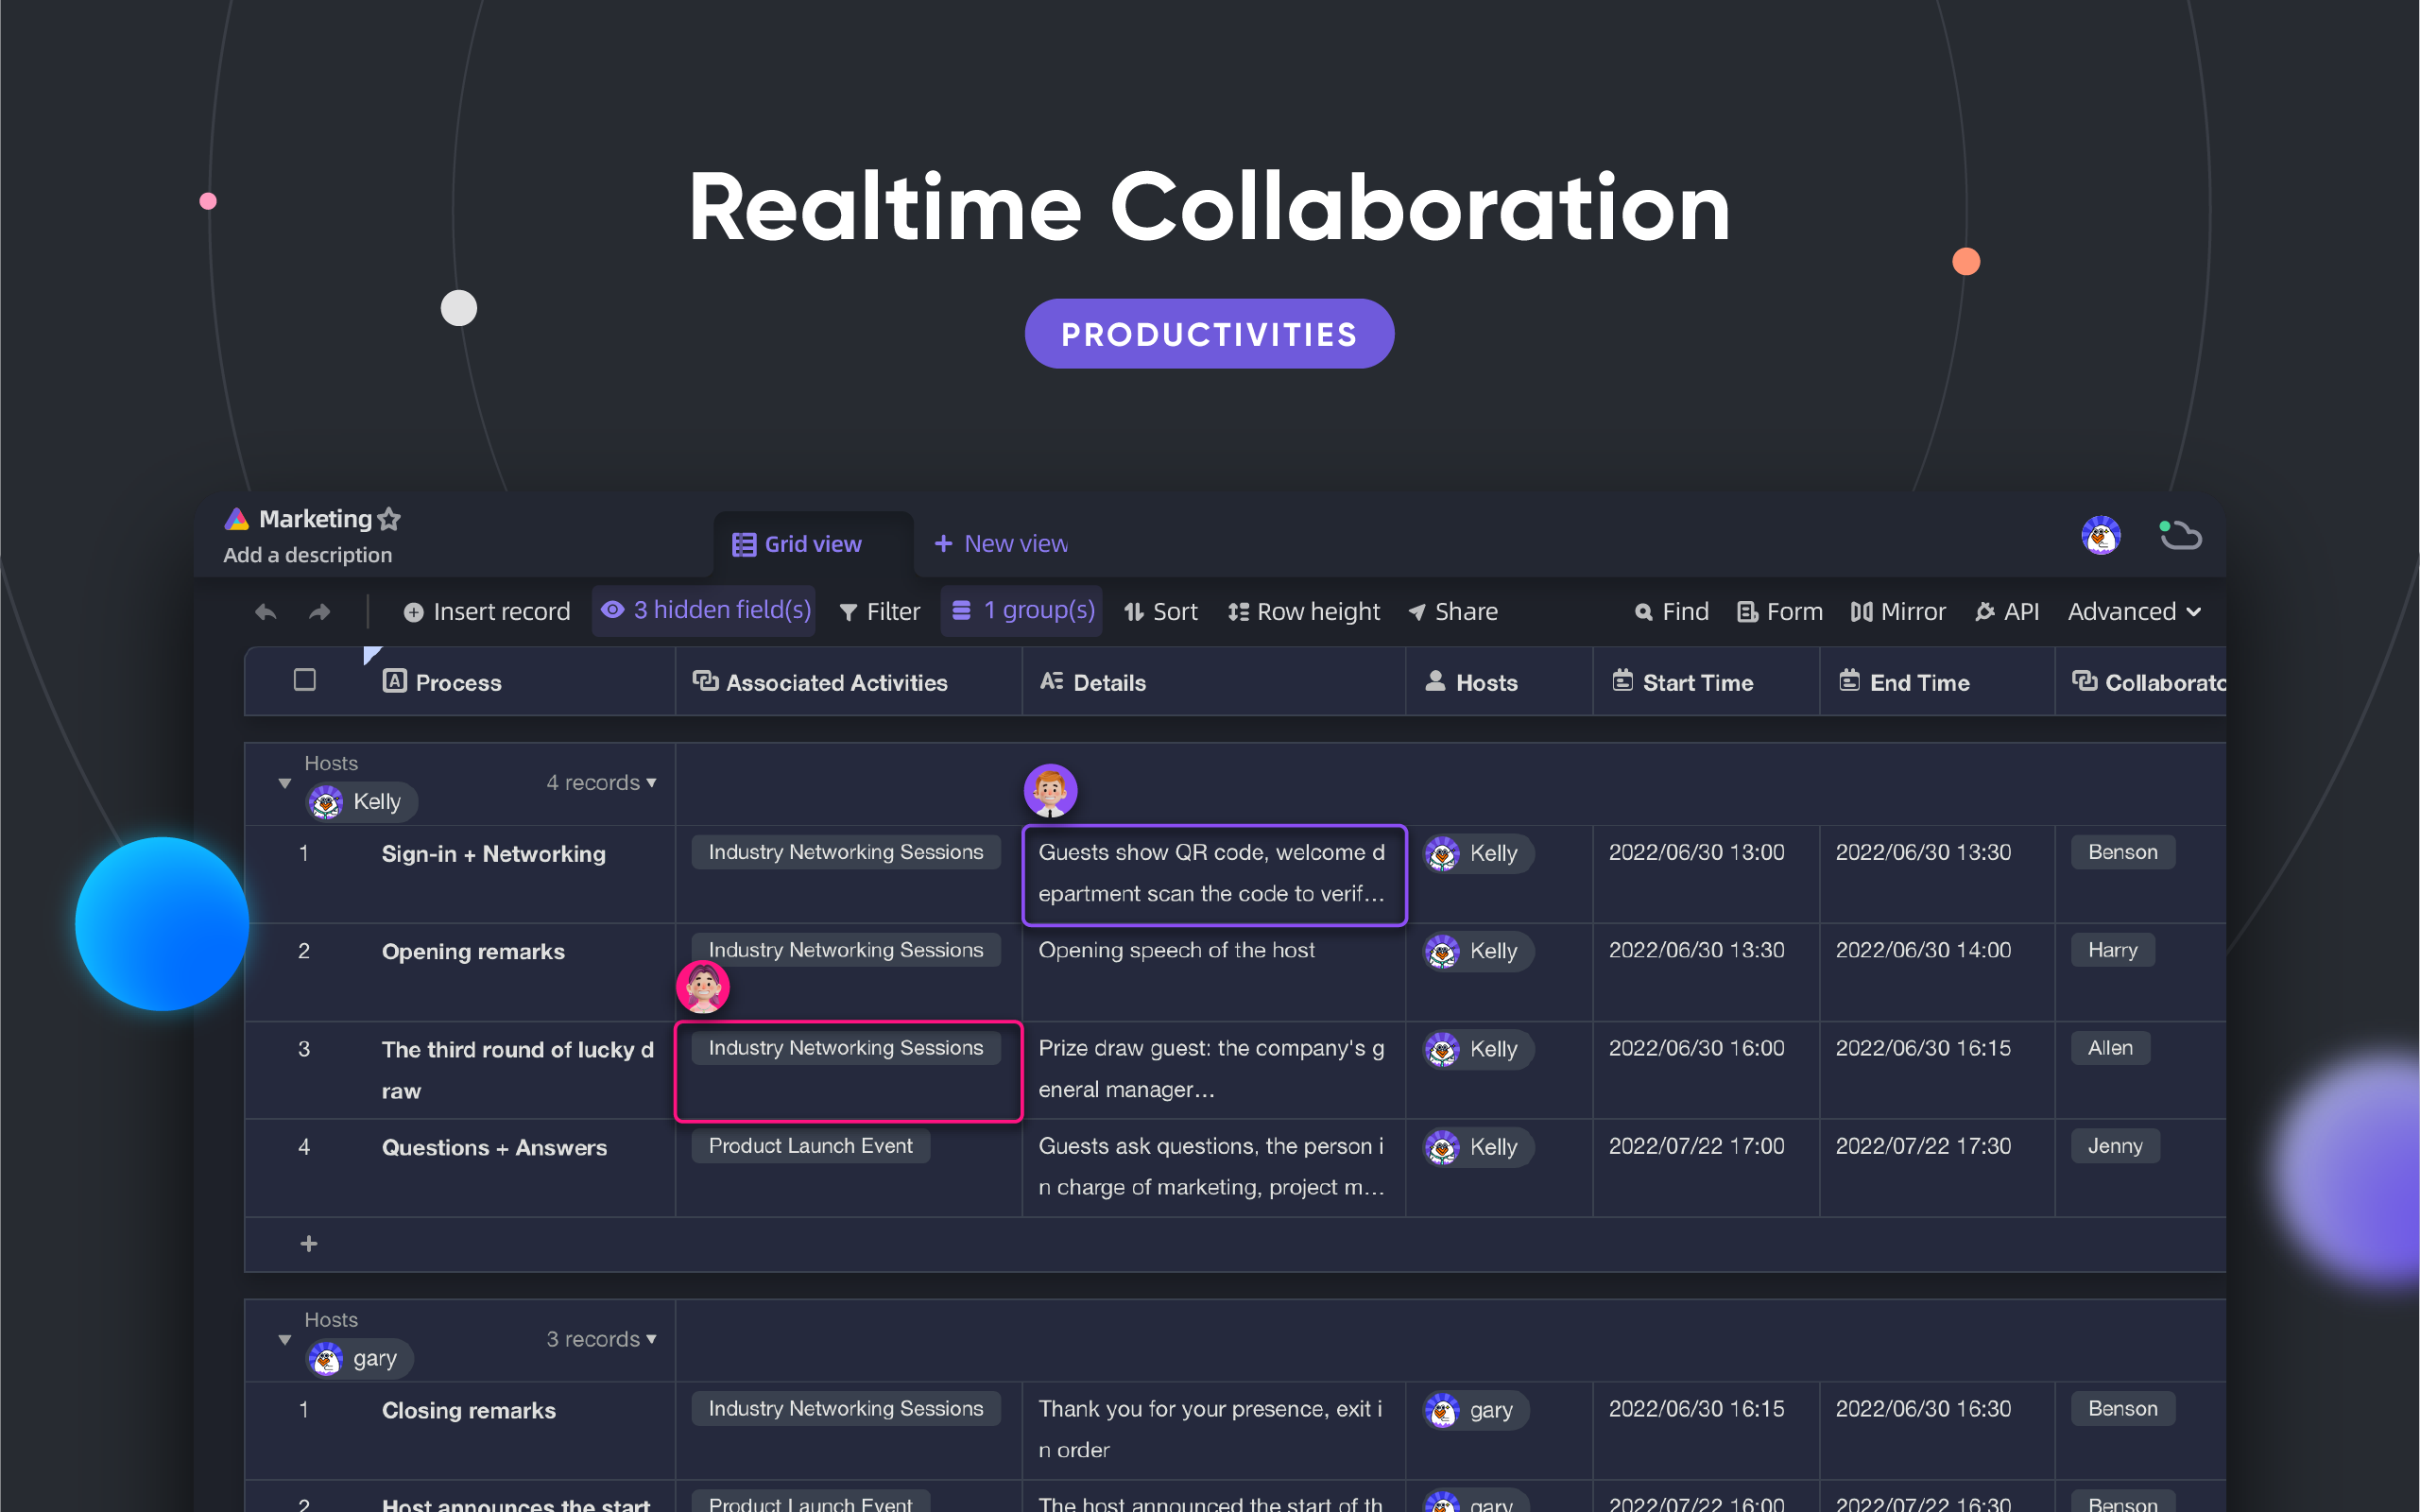 Realtime Collaboration
PRODUCTIVITIES
Marketing
Add a description
Grid view
New view
Insert record
3 hidden field(s)
Filter
1 group(s)
Sort
Row height
Share
Find
Form
Mirror
API
Advanced
Process
Associated Activities
Details
Hosts
Start Time
End Time
Collaborato
Hosts
Kelly
4 records
1
Sign-in + Networking
Industry Networking Sessions
Guests show QR code, welcome d
epartment scan the code to verif...
Kelly
2022/06/30 13:00
2022/06/30 13:30
Benson
2
Opening remarks
Industry Networking Sessions
Opening speech of the host
Kelly
2022/06/30 13:30
2022/06/30 14:00
Harry
3
The third round of lucky d
raw
Industry Networking Sessions
Prize draw guest: the company's g
eneral manager...
Kelly
2022/06/30 16:00
2022/06/30 16:15
Allen
4
Questions + Answers
Product Launch Event
Guests ask questions, the person i
n charge of marketing, project m...
Kelly
2022/07/22 17:00
2022/07/22 17:30
Jenny
Hosts
gary
3 records
1
Closing remarks
Industry Networking Sessions
Thank you for your presence, exit i
n order
gary
2022/06/30 16:15
2022/06/30 16:30
Benson
2
Host announces the start
Product Launch Event
The host announced the start of th
gary
2022/07/22 16:00
2022/07/22 16:30
Benson